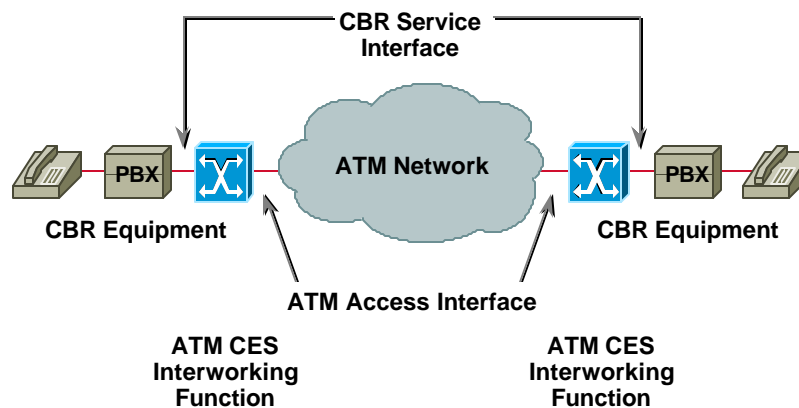 CBR Service
Interface
ATM Network
PBX
PBX
CBR Equipment
CBR Equipment
ATM Access Interface
ATM CES
Interworking
Function
ATM CES
Interworking
Function